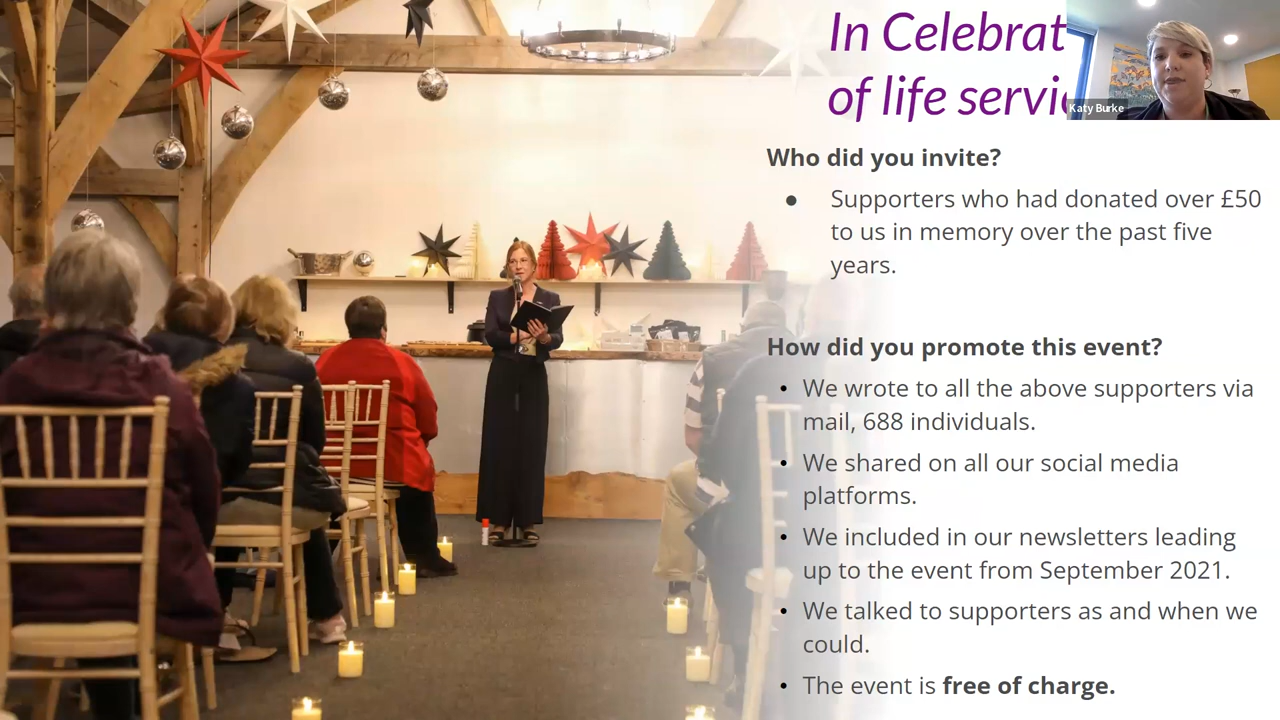 In Celebrat
of life servi
Katy Burke
Who did you invite?
● Supporters who had donated over £50
to us in memory over the past five
years.
How did you promote this event?
• We wrote to all the above supporters via
mail, 688 individuals.
• We shared on all our social media
platforms.
• We included in our newsletters leading
up to the event from September 2021.
• We talked to supporters as and when we
could.
• The event is free of charge.